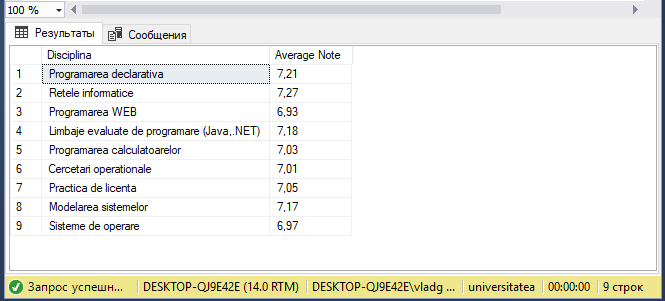 100 %
Результаты Сообщения
Disciplina Average Note
1 Programarea declarativa 7,21
2 Retele informatice 7,27
3 Programarea WEB 6,93
4 Limbaje evaluate de programare (Java,.NET) 7,18
5 Programarea calculatoarelor 7,03
6 Cercetari operationale 7,01
7 Practica de licenta 7,05
8 Modelarea sistemelor 7,17
9 Sisteme de operare 6,97
Запрос успешн... DESKTOP-QJ9E42E (14.0 RTM) DESKTOP-QJ9E42E\vladg ... universitatea 00:00:00 9 строк